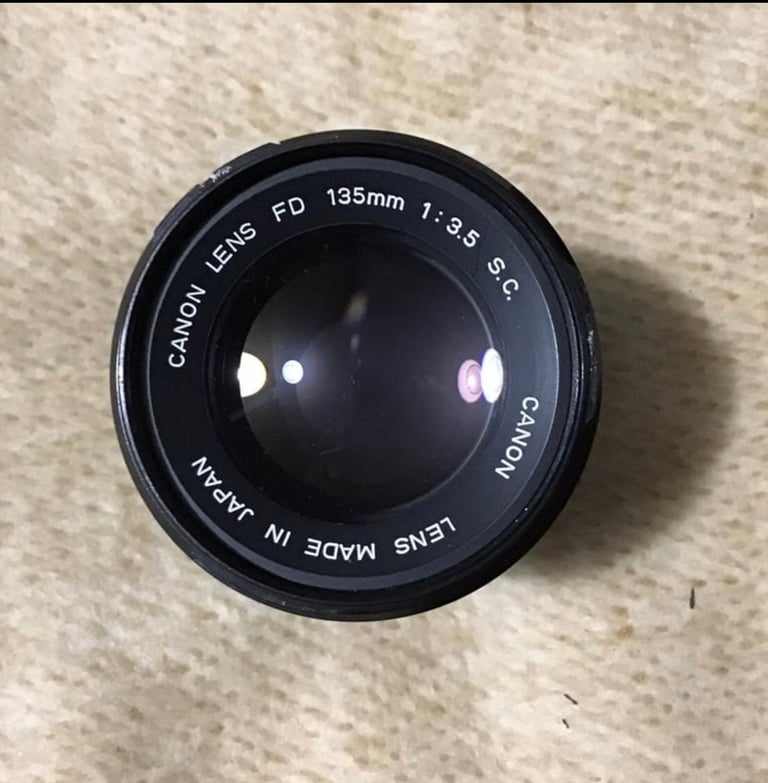 CANON LENS FD 135mm 1:3.5 S.C.
CANON LENS MADE IN JAPAN